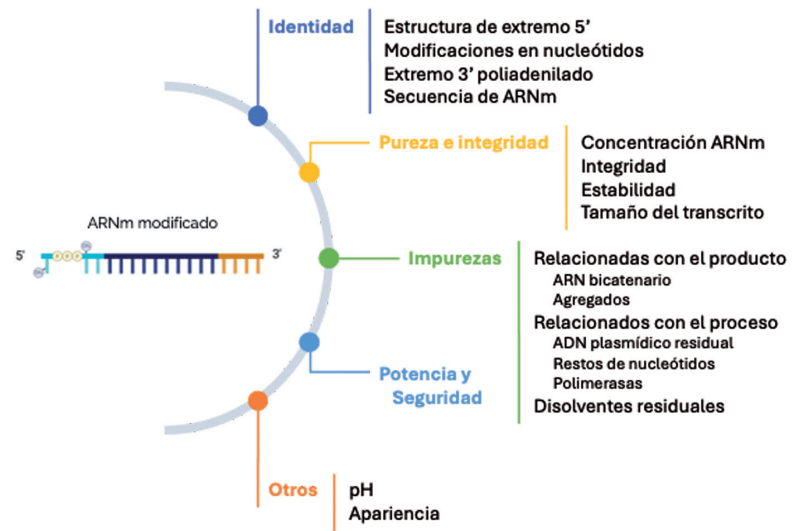 Identidad
Estructura de extremo 5’
Modificaciones en nucleótidos
Extremo 3’ poliadenilado
Secuencia de ARNm
Pureza e integridad
Concentración ARNm
Integridad
Estabilidad
Tamaño del transcrito
ARNm modificado
5'
3'
P P P
Impurezas
Relacionadas con el producto
ARN bicatenario
Agregados
Relacionados con el proceso
ADN plasmídico residual
Restos de nucleótidos
Polimerasas
Disolventes residuales
Potencia y
Seguridad
Otros
pH
Apariencia